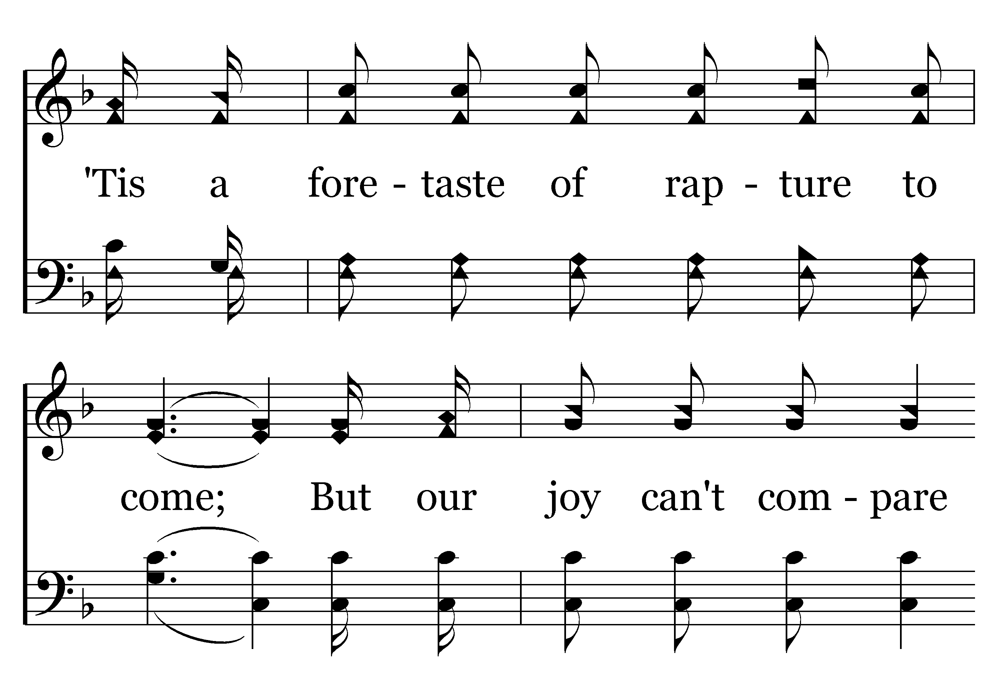 'Tis a fore - taste of rap - ture to
come; But our joy can't com - pare